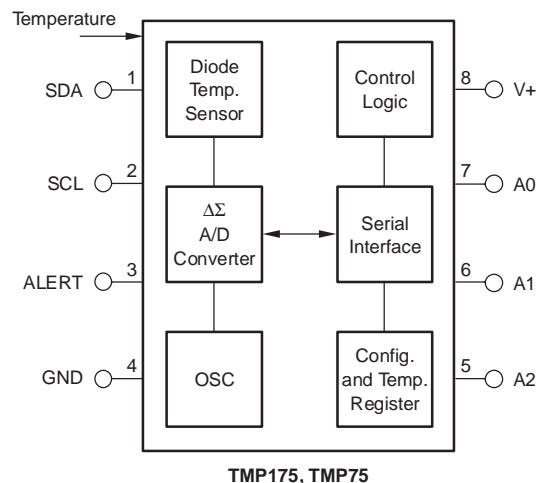 Temperature
1
SDA
Diode
Temp.
Sensor
Control
Logic
8
V+
2
SCL
ΔΣ
A/D
Converter
Serial
Interface
7
A0
3
ALERT
6
A1
4
GND
OSC
Config.
and Temp.
Register
5
A2
TMP175, TMP75